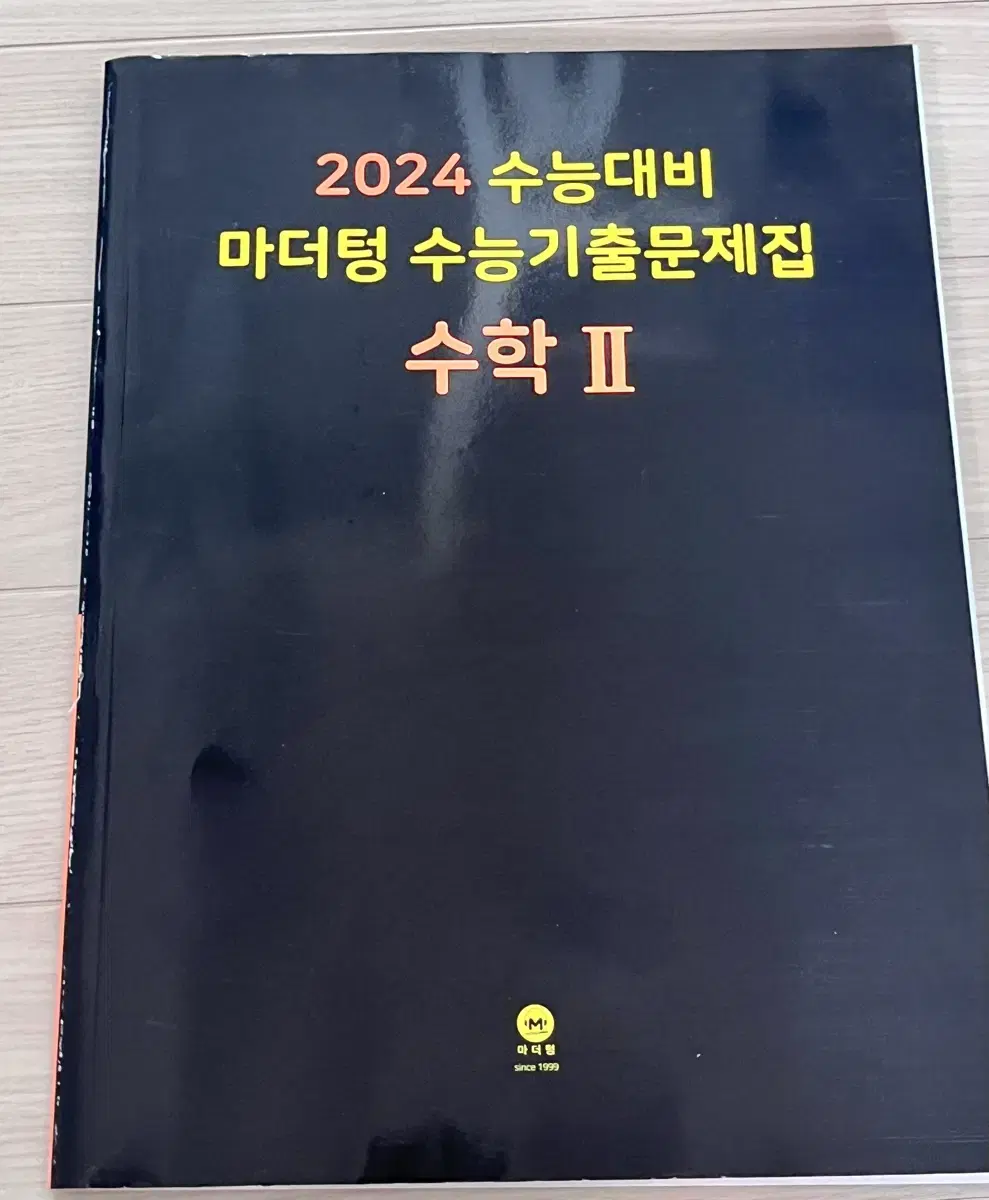 2024 수능대비
마더텅 수능기출문제집
수학 Ⅱ
M
마더텅
since 1999